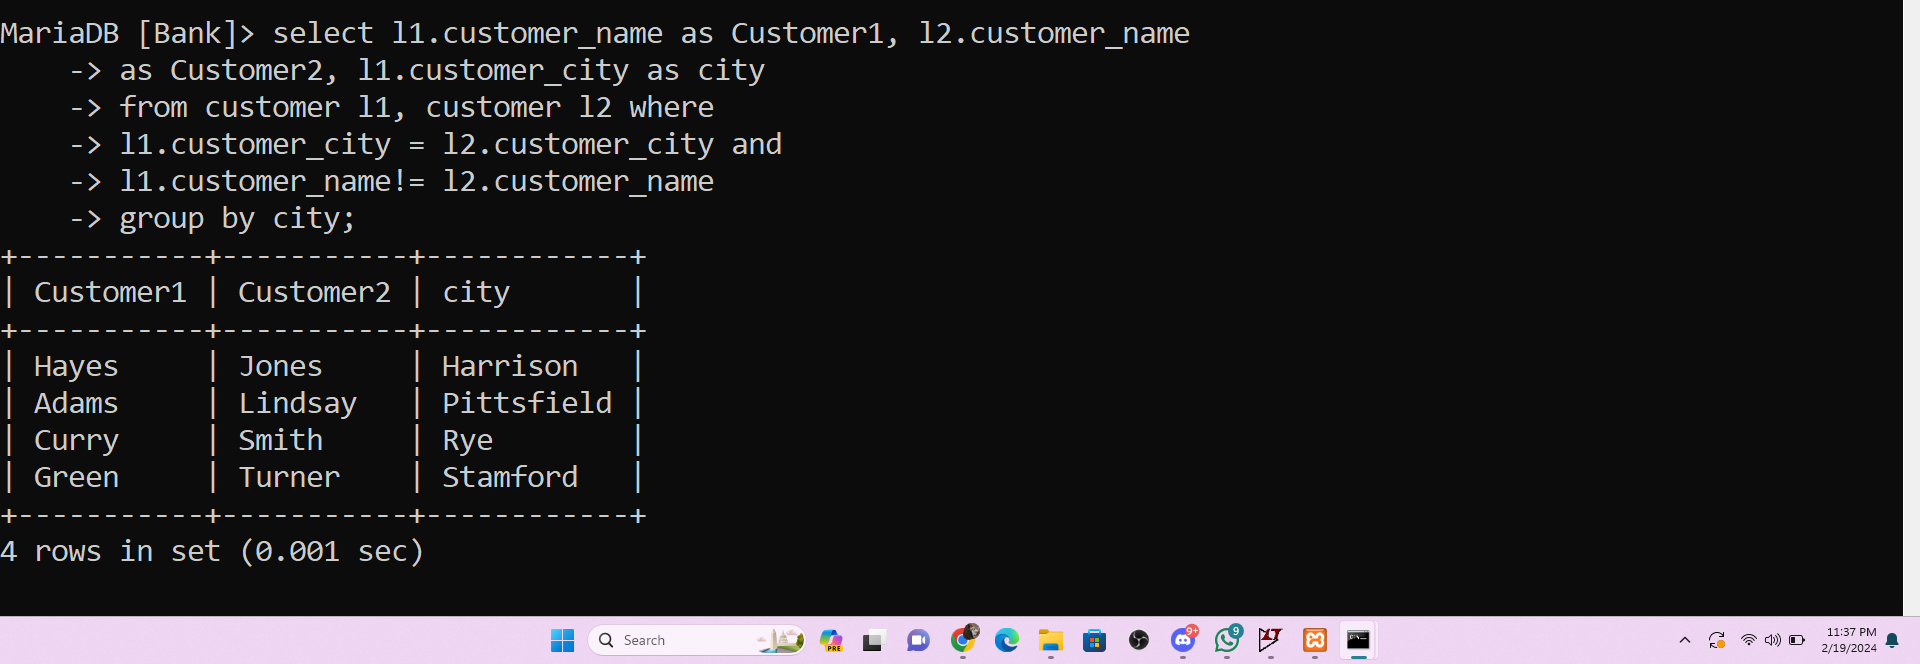 MariaDB [Bank]> select l1.customer_name as Customer1, l2.customer_name
    -> as Customer2, l1.customer_city as city
    -> from customer l1, customer l2 where
    -> l1.customer_city = l2.customer_city and
    -> l1.customer_name!= l2.customer_name
    -> group by city;
+-----------+-----------+------------+
| Customer1 | Customer2 | city       |
+-----------+-----------+------------+
| Hayes     | Jones     | Harrison   |
| Adams     | Lindsay   | Pittsfield |
| Curry     | Smith     | Rye        |
| Green     | Turner    | Stamford   |
+-----------+-----------+------------+
4 rows in set (0.001 sec)
Search
PRE
9+
9
11:37 PM
2/19/2024